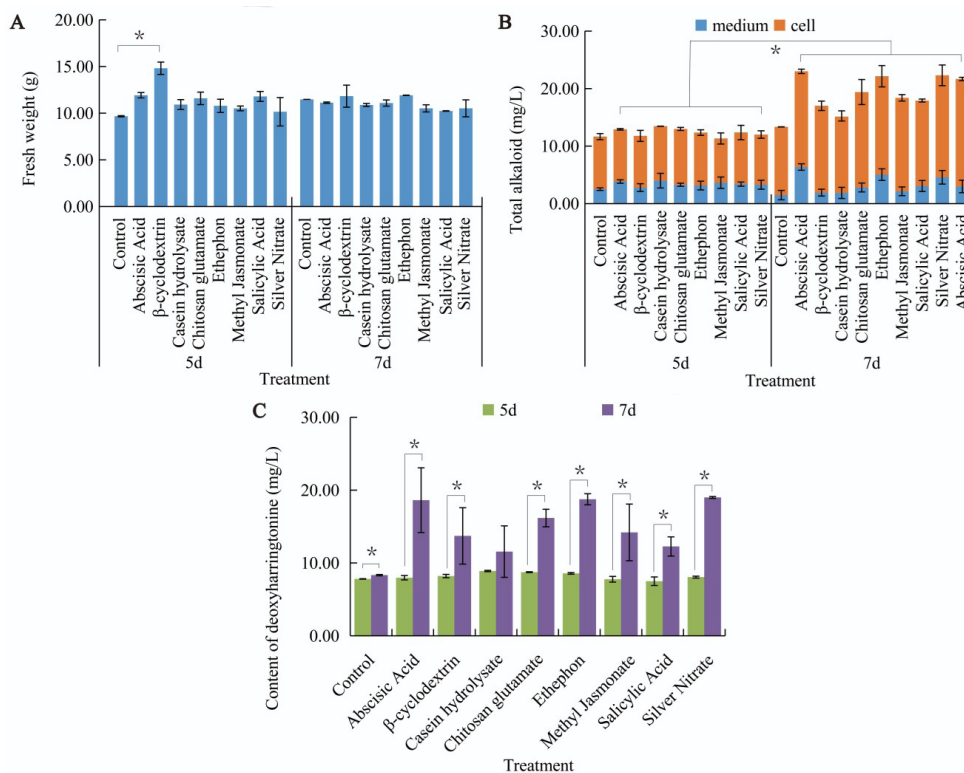 A
20.00
15.00
10.00
5.00
0.00
Fresh weight (g)
*
Control
Abscisic Acid
β-cyclodextrin
Casein hydrolysate
Chitosan glutamate
Ethephon
Methyl Jasmonate
Salicylic Acid
Silver Nitrate
Control
Abscisic Acid
β-cyclodextrin
Casein hydrolysate
Chitosan glutamate
Ethephon
Methyl Jasmonate
Salicylic Acid
Silver Nitrate
5d
7d
Treatment
B
medium
cell
30.00
20.00
10.00
0.00
Total alkaloid (mg/L)
*
Control
Abscisic Acid
β-cyclodextrin
Casein hydrolysate
Chitosan glutamate
Ethephon
Methyl Jasmonate
Salicylic Acid
Silver Nitrate
Control
Abscisic Acid
β-cyclodextrin
Casein hydrolysate
Chitosan glutamate
Ethephon
Methyl Jasmonate
Salicylic Acid
Silver Nitrate
Abscisic Acid
5d
7d
Treatment
C
5d
7d
30.00
20.00
10.00
0.00
Content of deoxyharringtonine (mg/L)
*
*
*
*
*
*
*
*
Control
Abscisic Acid
β-cyclodextrin
Casein hydrolysate
Chitosan glutamate
Ethephon
Methyl Jasmonate
Salicylic Acid
Silver Nitrate
Treatment